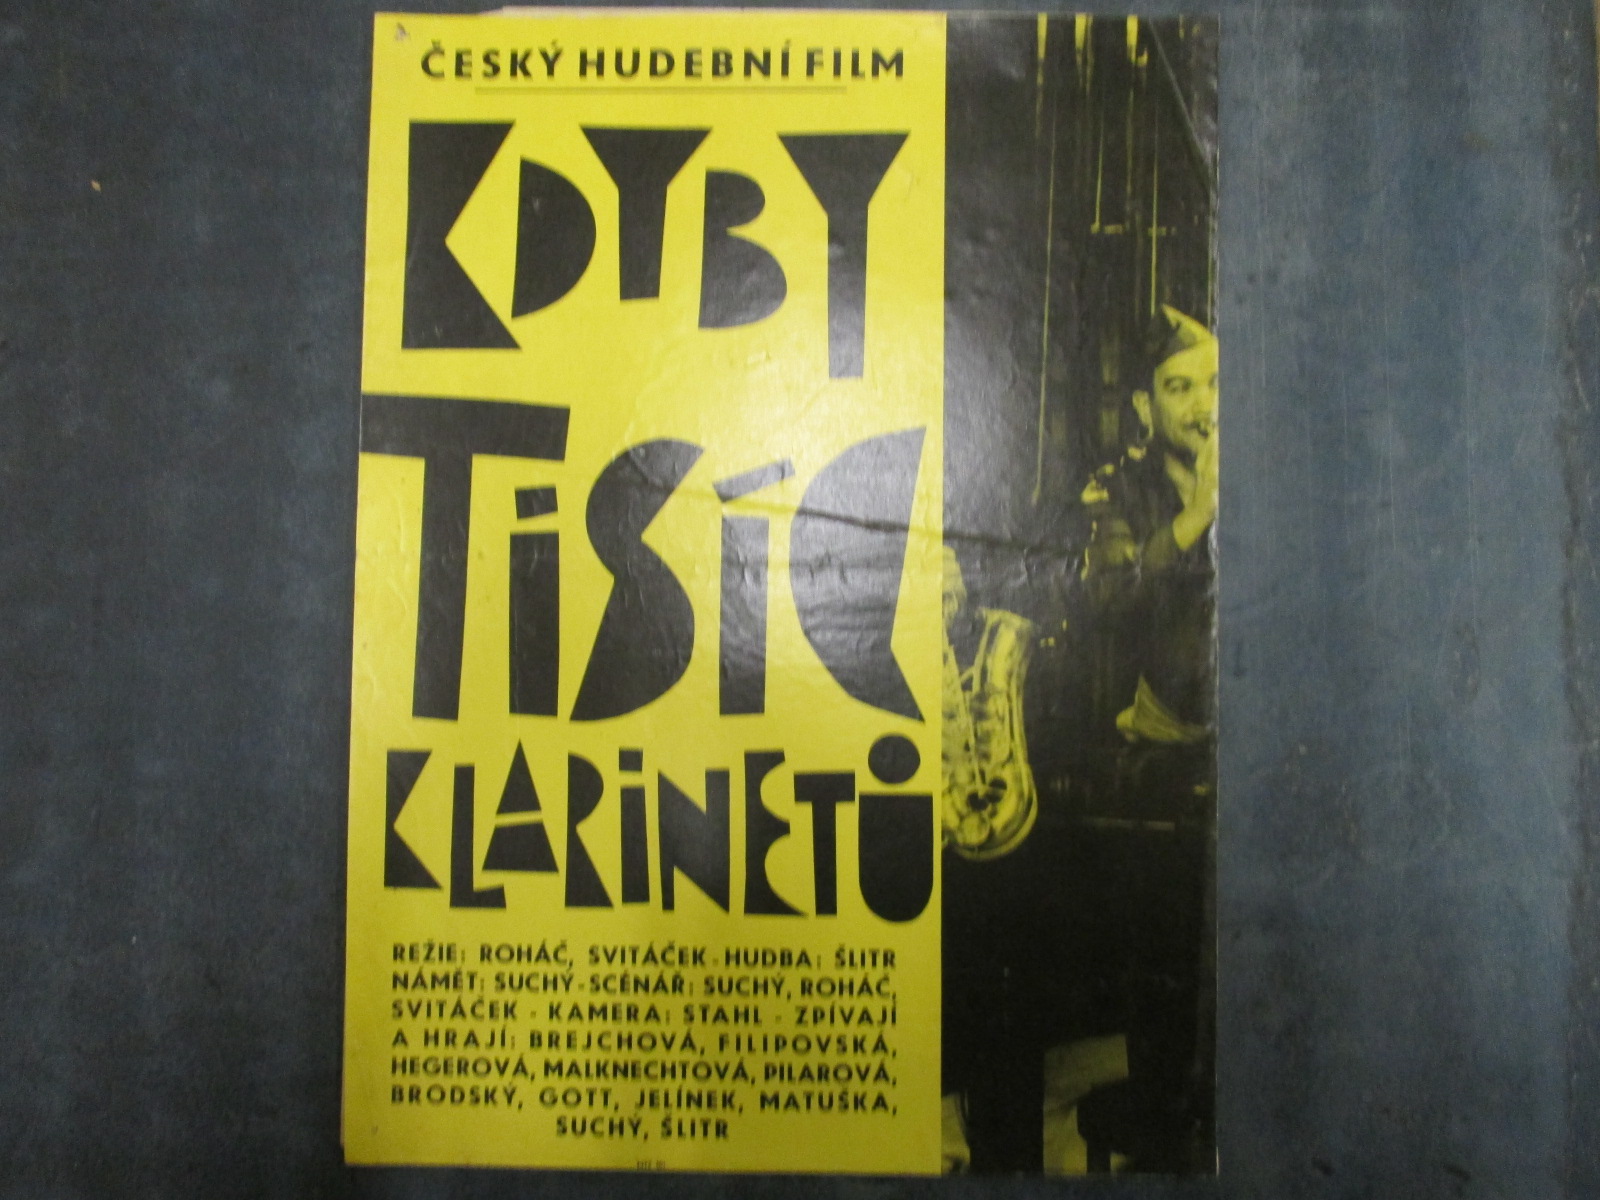 ČESKÝ HUDEBNÍ FILM
KDYBY
TiSÍC
KLARiNETŮ
REŽIE: ROHÁČ, SVITÁČEK - HUDBA: ŠLITR
NÁMĚT: SUCHÝ - SCÉNÁŘ: SUCHÝ, ROHÁČ,
SVITÁČEK - KAMERA: STAHL - ZPÍVAJÍ
A HRAJÍ: BREJCHOVÁ, FILIPOVSKÁ,
HEGEROVÁ, MALKNECHTOVÁ, PILAROVÁ,
BRODSKÝ, GOTT, JELÍNEK, MATUŠKA,
SUCHÝ, ŠLITR